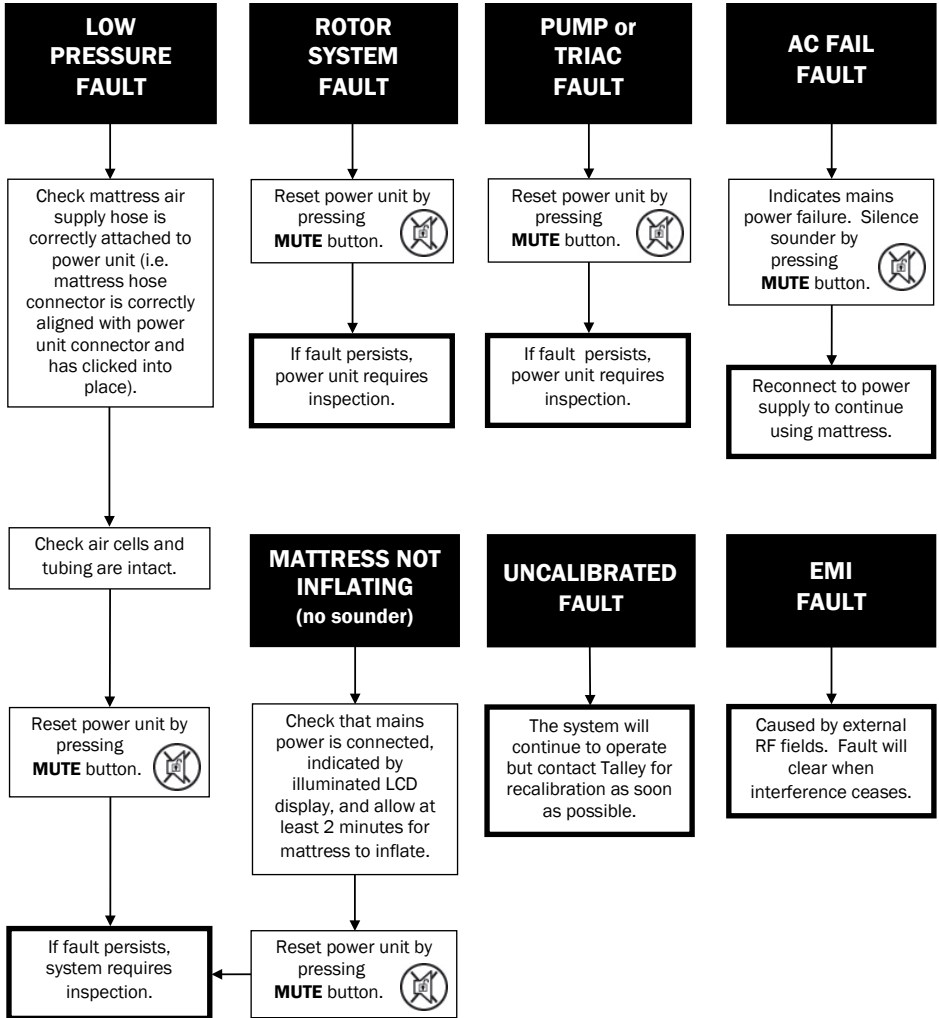 LOW
PRESSURE
FAULT
Check mattress air
supply hose is
correctly attached to
power unit (i.e.
mattress hose
connector is correctly
aligned with power
unit connector and
has clicked into
place).
Check air cells and
tubing are intact.
Reset power unit by
pressing
MUTE button.
If fault persists,
system requires
inspection.
ROTOR
SYSTEM
FAULT
Reset power unit by
pressing
MUTE button.
If fault persists,
power unit requires
inspection.
PUMP or
TRIAC
FAULT
Reset power unit by
pressing
MUTE button.
If fault  persists,
power unit requires
inspection.
AC FAIL
FAULT
Indicates mains
power failure.  Silence
sounder by
pressing
MUTE button.
Reconnect to power
supply to continue
using mattress.
MATTRESS NOT
INFLATING
(no sounder)
Check that mains
power is connected,
indicated by
illuminated LCD
display, and allow at
least 2 minutes for
mattress to inflate.
Reset power unit by
pressing
MUTE button.
UNCALIBRATED
FAULT
The system will
continue to operate
but contact Talley for
recalibration as soon
as possible.
EMI
FAULT
Caused by external
RF fields.  Fault will
clear when
interference ceases.